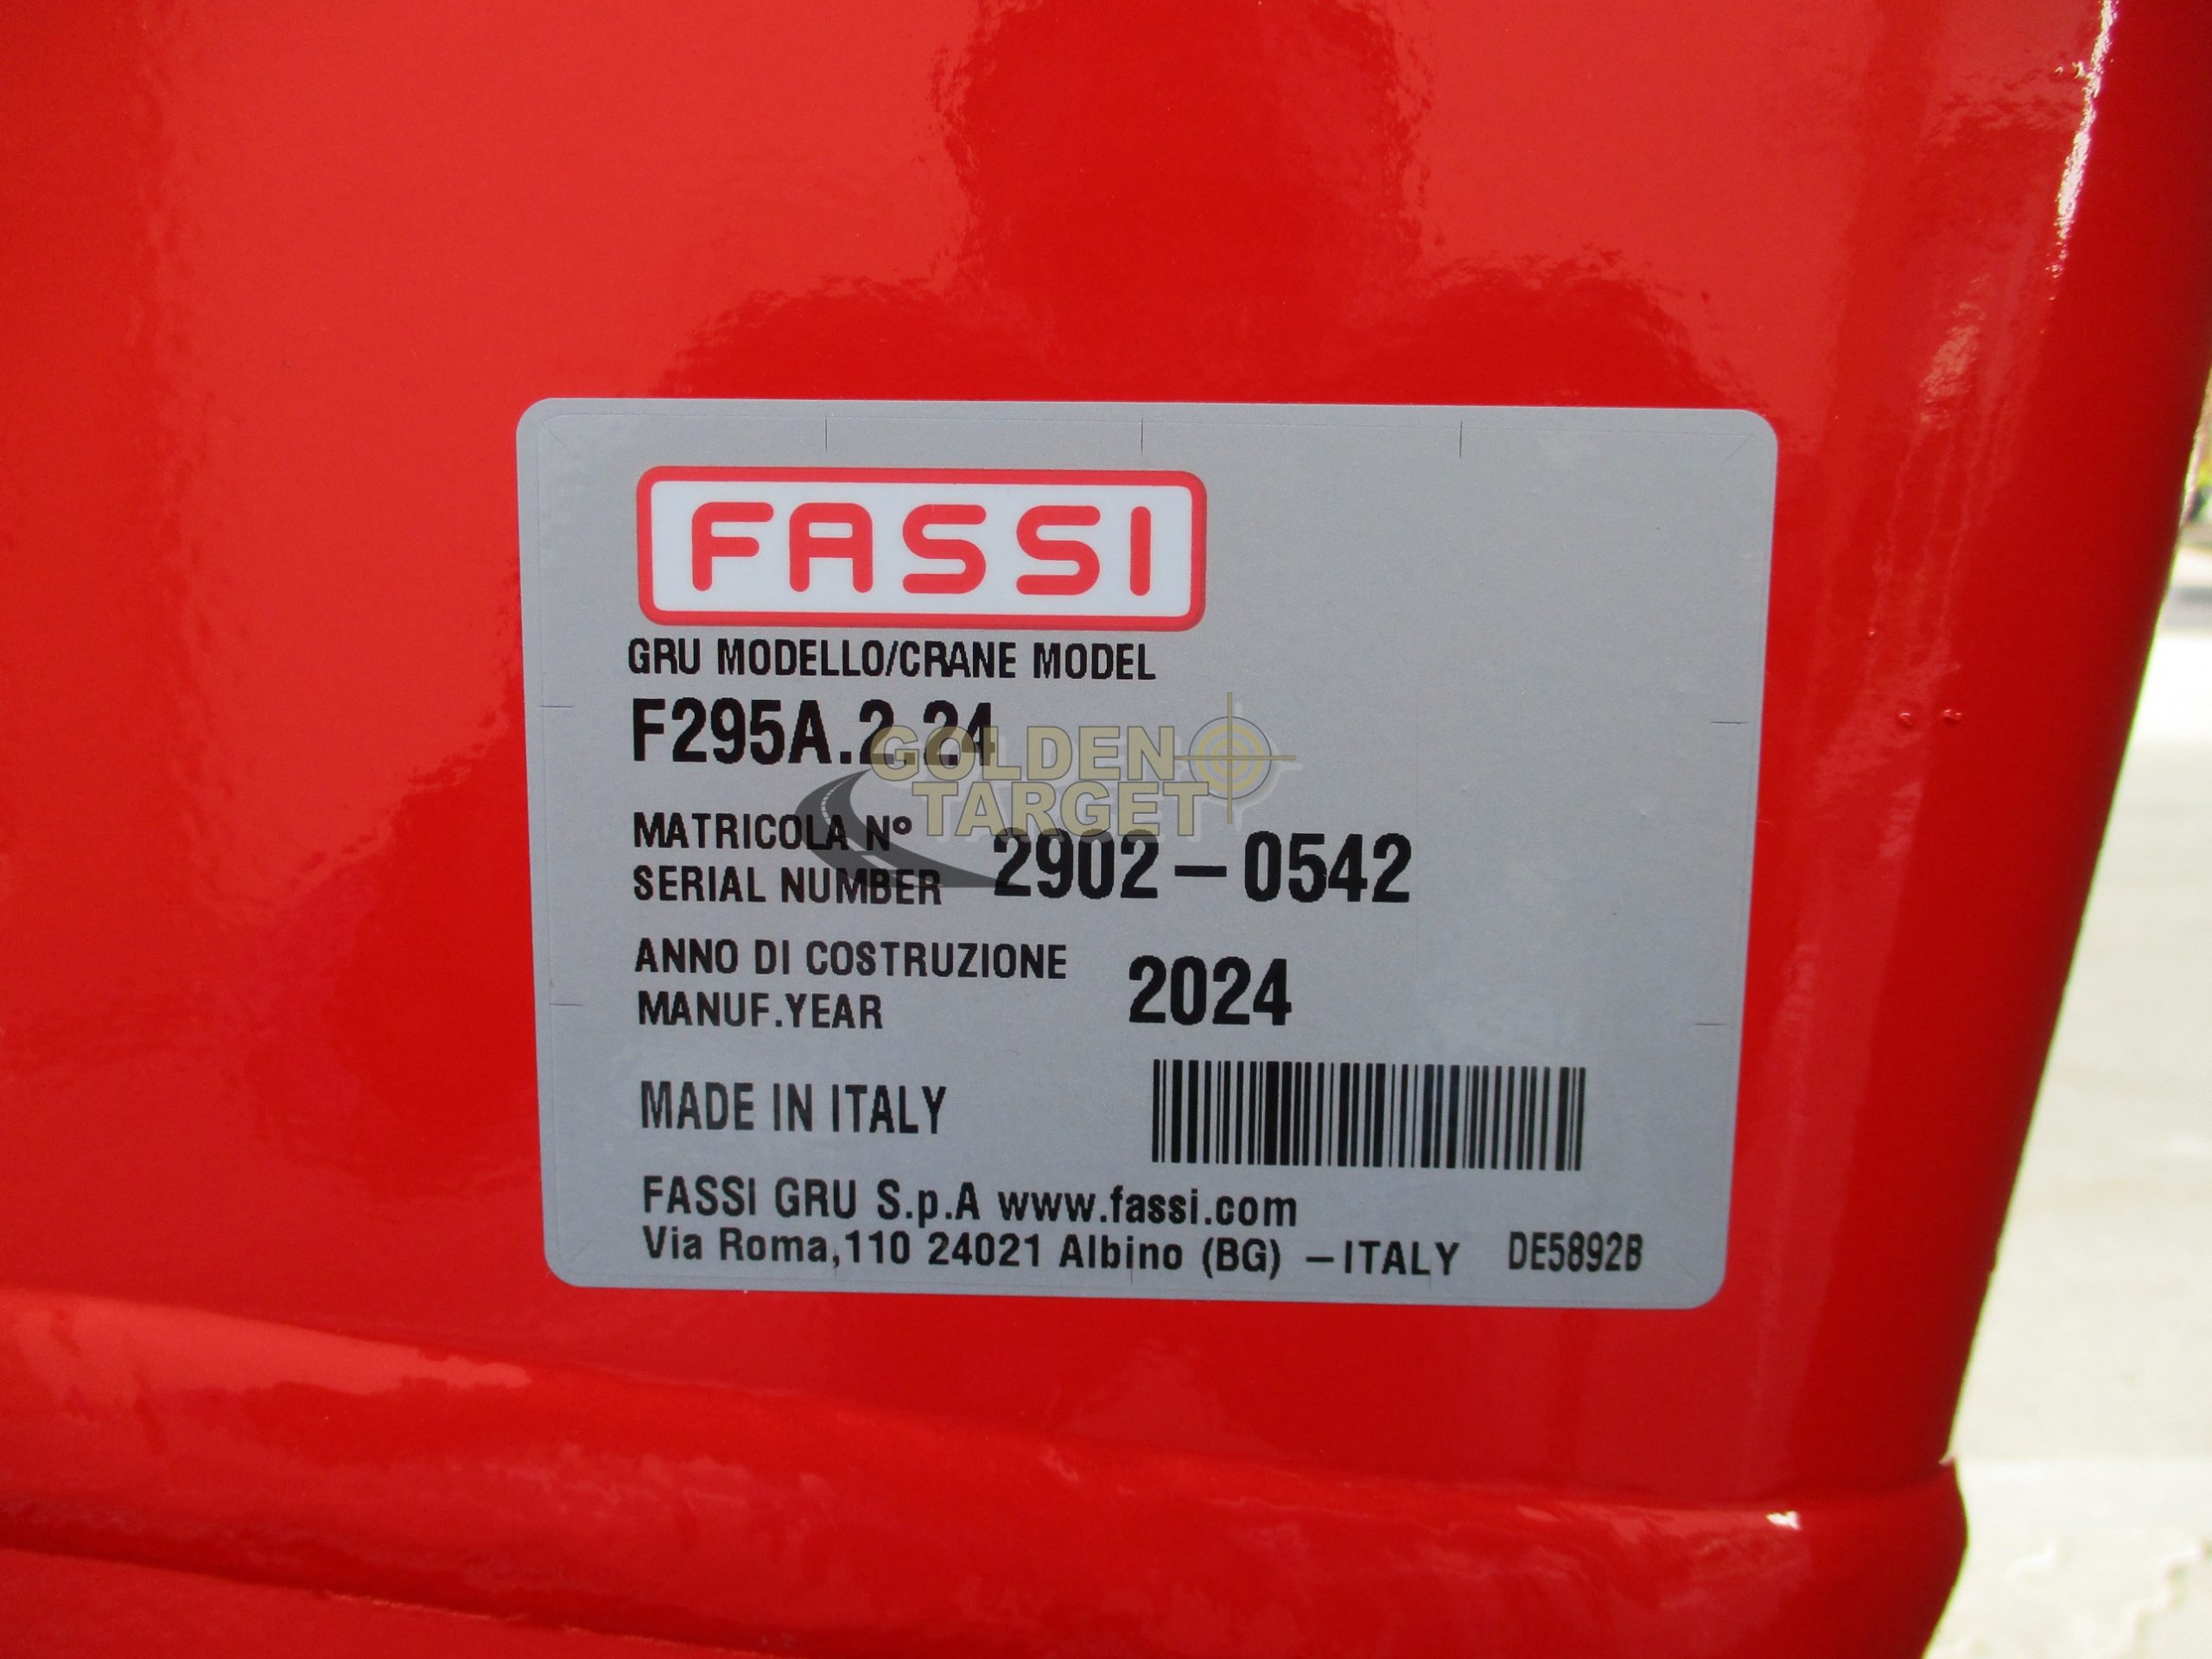 FASSI
GRU MODELLO/CRANE MODEL
F295A.2.24
GOLDEN
TARGET
MATRICOLA N°
SERIAL NUMBER 2902-0542
ANNO DI COSTRUZIONE
MANUF.YEAR 2024
MADE IN ITALY
FASSI GRU S.p.A www.fassi.com
Via Roma,110 24021 Albino (BG) -ITALY DE5892B